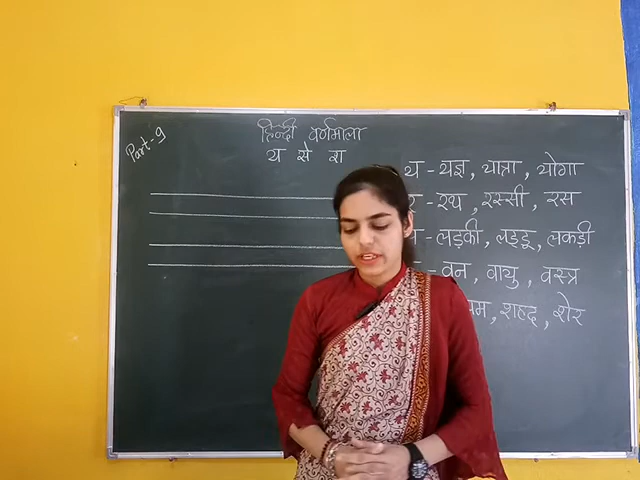 Part-9
हिन्दी वर्णमाला
य से श
य - यज्ञ, यात्रा, योगा
र - रथ, रस्सी, रस
- लड़की, लड्डू, लकड़ी
- वन, वायु, वस्त्र
शहद, शेर